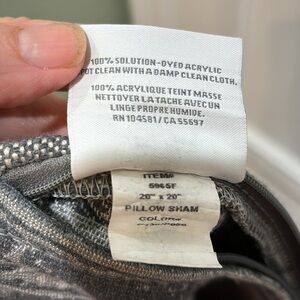 100% SOLUTION-DYED ACRYLIC
OT CLEAN WITH A DAMP CLEAN CLOTH.
100% ACRYLIQUE TEINT MASSE
NETTOYER LA TACHE AVEC UN
LINGE PROPRE HUMIDE.
RN 104581 / CA 55697
ITEM#
5965F
20" x 20"
PILLOW SHAM
COLOR#